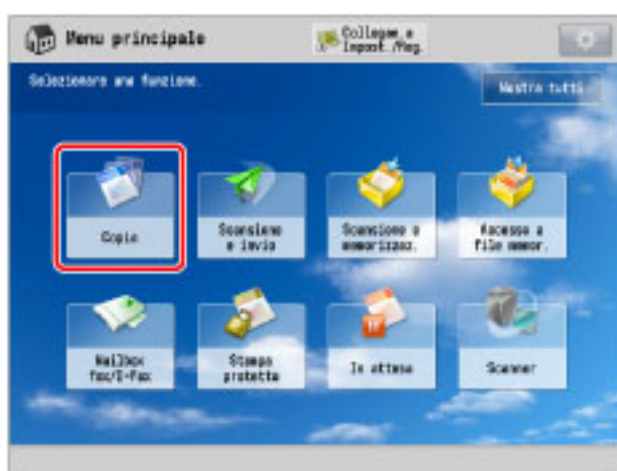 Menu principale
Collegam. a
Impost./Reg.
Selezionare una funzione.
Mostra tutti
Copia
Scansione
e invio
Scansione e
memorizzaz.
Accesso a
file memor.
Mailbox
fax/I-Fax
Stampa
protetta
In attesa
Scanner